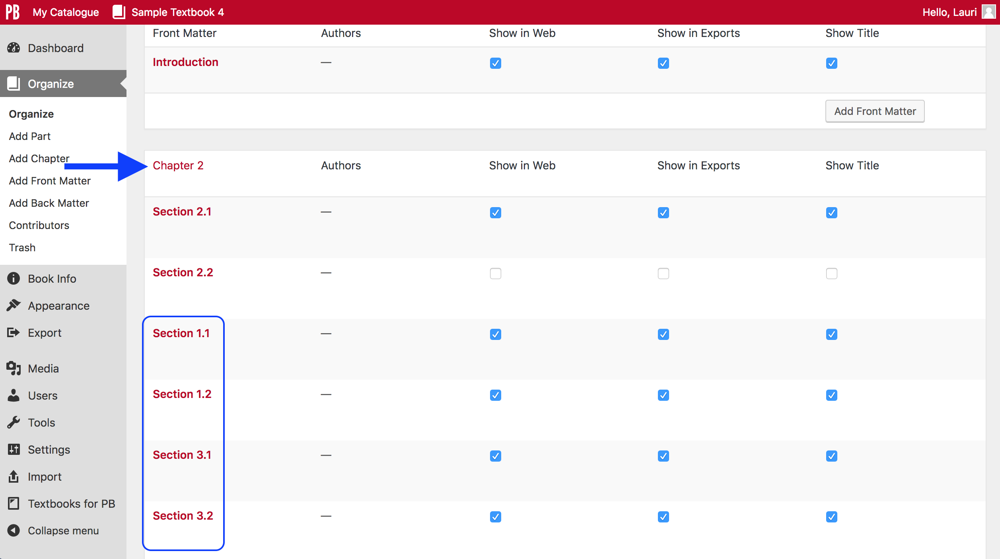 PB My Catalogue Sample Textbook 4 Hello, Lauri
Dashboard
Organize
Organize
Add Part
Add Chapter
Add Front Matter
Add Back Matter
Contributors
Trash
Book Info
Appearance
Export
Media
Users
Tools
Settings
Import
Textbooks for PB
Collapse menu
Front Matter Authors Show in Web Show in Exports Show Title
Introduction —
Add Front Matter
Chapter 2 Authors Show in Web Show in Exports Show Title
Section 2.1 —
Section 2.2 —
Section 1.1 —
Section 1.2 —
Section 3.1 —
Section 3.2 —